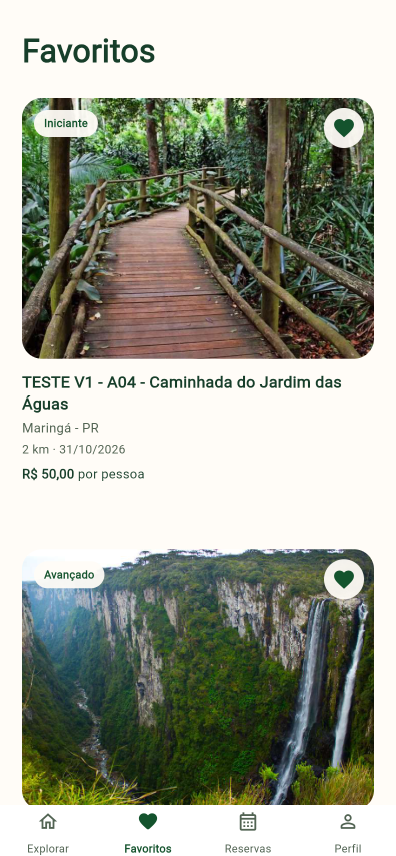 Favoritos
Iniciante
TESTE V1 - A04 - Caminhada do Jardim das
Águas
Maringá - PR
2 km · 31/10/2026
R$ 50,00 por pessoa
Avançado
Explorar
Favoritos
Reservas
Perfil